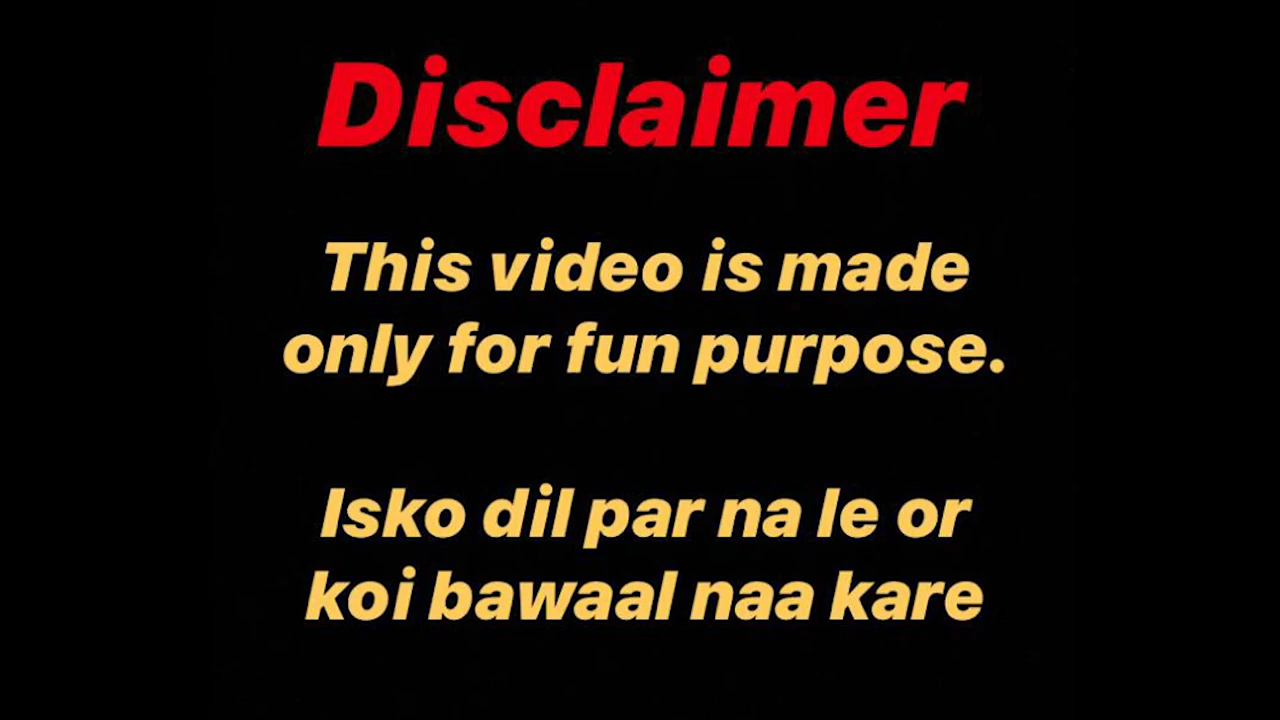 Disclaimer
This video is made
only for fun purpose.
Isko dil par na le or
koi bawaal naa kare